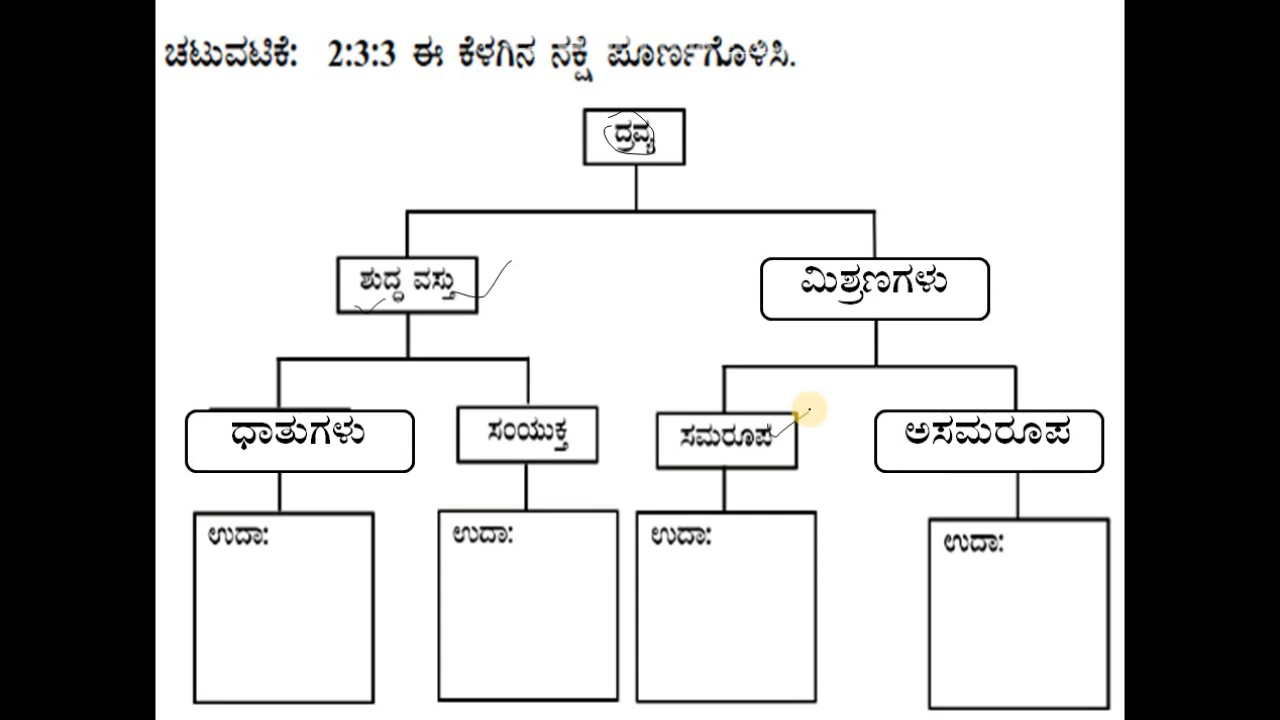 ಚಟುವಟಿಕೆ: 2:3:3 ಈ ಕೆಳಗಿನ ನಕ್ಷೆ ಪೂರ್ಣಗೊಳಿಸಿ.
ದ್ರವ್ಯ
ಶುದ್ಧ ವಸ್ತು
ಮಿಶ್ರಣಗಳು
ಧಾತುಗಳು
ಸಂಯುಕ್ತ
ಸಮರೂಪ
ಅಸಮರೂಪ
ಉದಾ:
ಉದಾ:
ಉದಾ:
ಉದಾ: